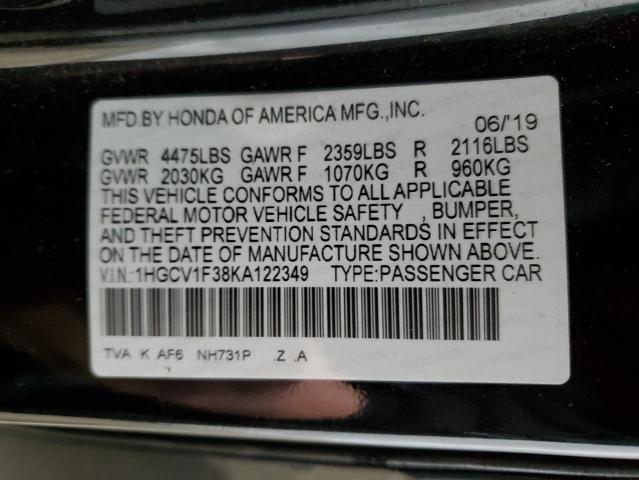 MFD.BY HONDA OF AMERICA MFG.,INC. 06/'19
GVWR 4475LBS GAWR F 2359LBS R 2116LBS
GVWR 2030KG GAWR F 1070KG R 960KG
THIS VEHICLE CONFORMS TO ALL APPLICABLE
FEDERAL MOTOR VEHICLE SAFETY , BUMPER,
AND THEFT PREVENTION STANDARDS IN EFFECT
ON THE DATE OF MANUFACTURE SHOWN ABOVE.
V.I.N.:1HGCV1F38KA122349 TYPE:PASSENGER CAR
TVA K AF6 NH731P .Z .A